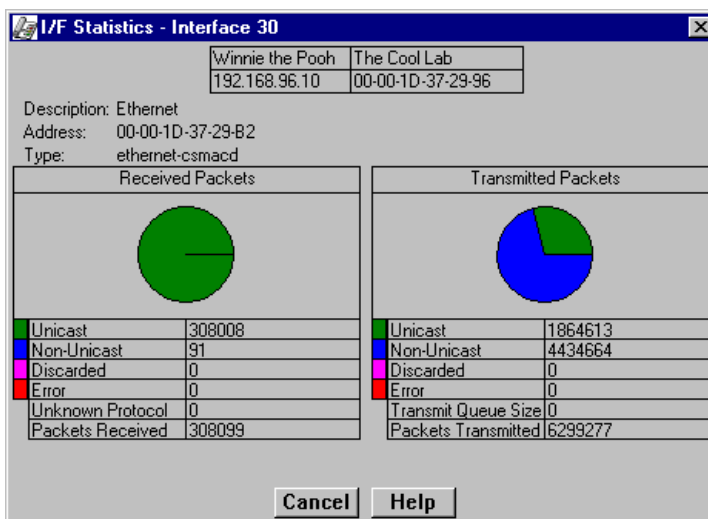 I/F Statistics - Interface 30
Winnie the Pooh The Cool Lab
192.168.96.10 00-00-1D-37-29-96
Description: Ethernet
Address: 00-00-1D-37-29-B2
Type: ethernet-csmacd
Received Packets
Unicast 308008
Non-Unicast 91
Discarded 0
Error 0
Unknown Protocol 0
Packets Received 308099
Transmitted Packets
Unicast 1864613
Non-Unicast 4434664
Discarded 0
Error 0
Transmit Queue Size 0
Packets Transmitted 6299277
Cancel Help